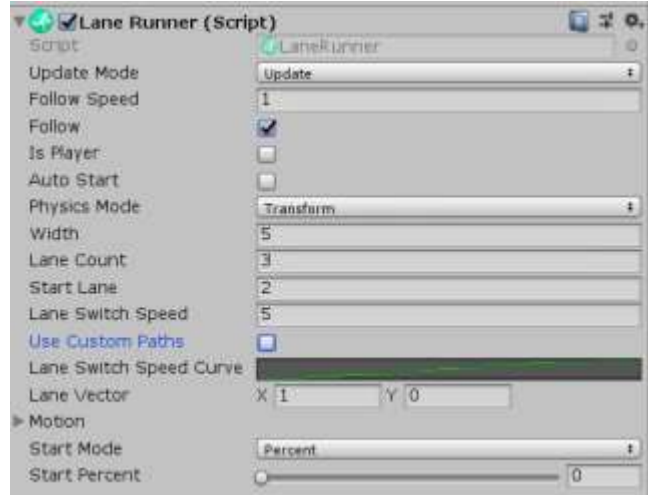 Lane Runner (Script)
Script LaneRunner
Update Mode Update
Follow Speed 1
Follow
Is Player
Auto Start
Physics Mode Transform
Width 5
Lane Count 3
Start Lane 2
Lane Switch Speed 5
Use Custom Paths
Lane Switch Speed Curve
Lane Vector X 1 Y 0
Motion
Start Mode Percent
Start Percent 0